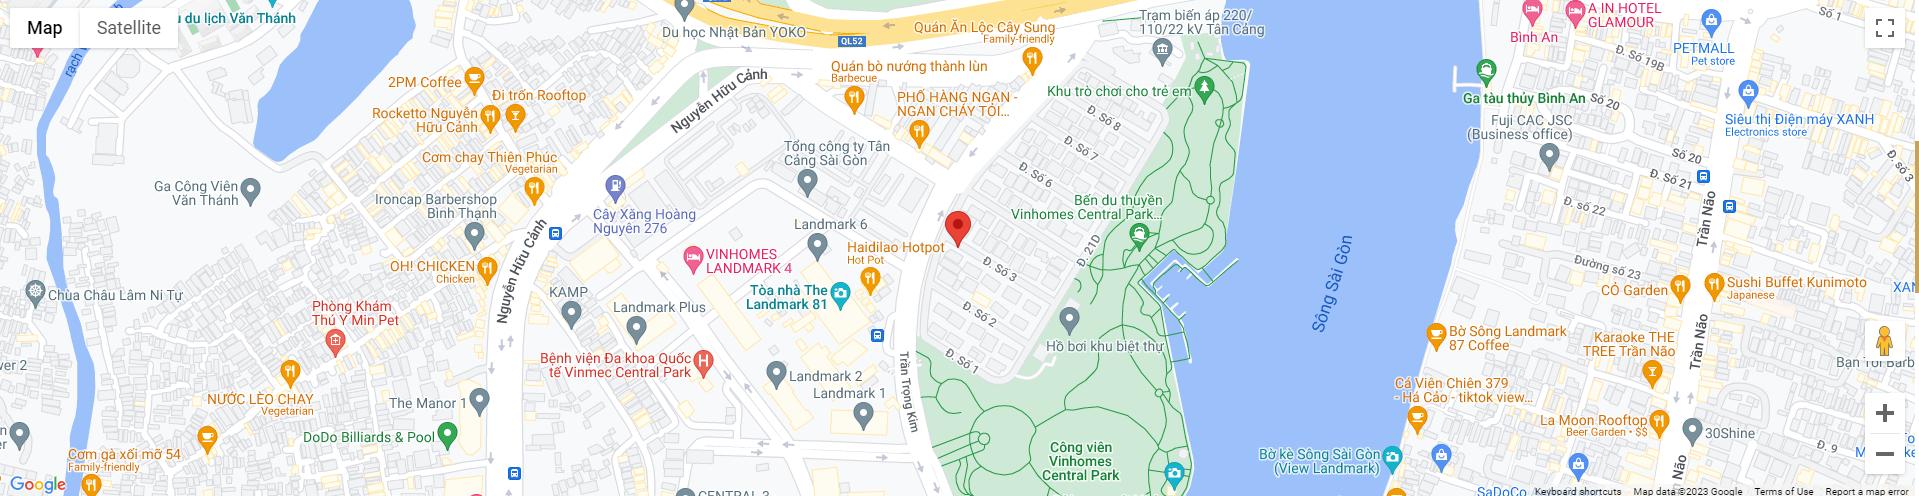 Map
Satellite
u du lịch Văn Thánh
rạch
Du học Nhật Bản YOKO
QL52
Quán Ăn Lộc Cây Sung
Family-friendly
Trạm biến áp 220/
110/22 kV Tân Cảng
Bình An
A IN HOTEL
GLAMOUR
Đ. Số 19B
PETMALL
Pet store
Số 1
2PM Coffee
Đi trốn Rooftop
Rocketto Nguyễn
Hữu Cảnh
Nguyễn Hữu Cảnh
Quán bò nướng thành lùn
Barbecue
PHỐ HÀNG NGAN -
NGAN CHÁY TỎI...
Khu trò chơi cho trẻ em
Đ. Số 8
Đ. Số 7
Đ. Số 6
Ga tàu thủy Bình An
Số 20
Fuji CAC JSC
(Business office)
Siêu thị Điện máy XANH
Electronics store
Số 20
Đ. Số 3
Cơm chay Thiên Phúc
Vegetarian
Tổng công ty Tân
Cảng Sài Gòn
Ga Công Viên
Văn Thánh
Ironcap Barbershop
Bình Thạnh
Cây Xăng Hoàng
Nguyên 276
Landmark 6
Bến du thuyền
Vinhomes Central Park...
Đ. Số 21
Đ. số 22
Trần Não
Nguyễn Hữu Cảnh
VINHOMES
LANDMARK 4
Haidilao Hotpot
Hot Pot
Đ. 21D
Đ. Số 3
Sông Sài Gòn
Đường số 23
OH! CHICKEN
Chicken
Chùa Châu Lâm Ni Tự
KAMP
Landmark Plus
Tòa nhà The
Landmark 81
Đ. Số 2
CỎ Garden
Sushi Buffet Kunimoto
Japanese
XAN
Phòng Khám
Thú Y Min Pet
Bệnh viện Đa khoa Quốc
tế Vinmec Central Park
Hồ bơi khu biệt thự
Đ. Số 1
Bờ Sông Landmark
87 Coffee
Karaoke THE
TREE Trần Não
Trần Não
Bạn Tôi Barb
wer 2
NƯỚC LÈO CHAY
Vegetarian
The Manor 1
Landmark 2
Landmark 1
Trần Trọng Kim
Cá Viên Chiên 379
- Há Cảo - tiktok view...
La Moon Rooftop
Beer Garden • $$
30Shine
DoDo Billiards & Pool
Cơm gà xối mỡ 54
Family-friendly
Công viên
Vinhomes
Central Park
Bờ kè Sông Sài Gòn
(View Landmark)
Đ. 9
Não
Google
CENTRAL 3
SaDoCo
Keyboard shortcuts
Map data ©2023 Google
Terms of Use
Report a map error